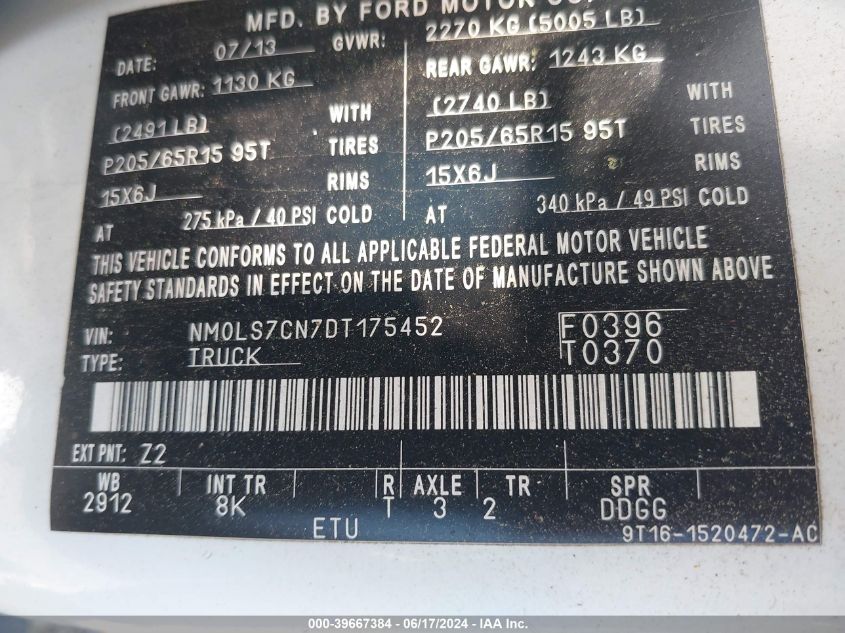 MFD. BY FORD MOTOR CO.
DATE: 07/13 GVWR: 2270 KG (5005 LB)
FRONT GAWR: 1130 KG REAR GAWR: 1243 KG
(2491 LB) WITH (2740 LB) WITH
P205/65R15 95T TIRES P205/65R15 95T TIRES
15X6J RIMS 15X6J RIMS
AT 275 kPa / 40 PSI COLD AT 340 kPa / 49 PSI COLD
THIS VEHICLE CONFORMS TO ALL APPLICABLE FEDERAL MOTOR VEHICLE
SAFETY STANDARDS IN EFFECT ON THE DATE OF MANUFACTURE SHOWN ABOVE
VIN: NM0LS7CN7DT175452 F0396
TYPE: TRUCK T0370
EXT PNT: Z2
WB INT TR R AXLE TR SPR
2912 8K T 3 2 DDGG
ETU 9T16-1520472-AC
000-39667384 - 06/17/2024 - IAA Inc.